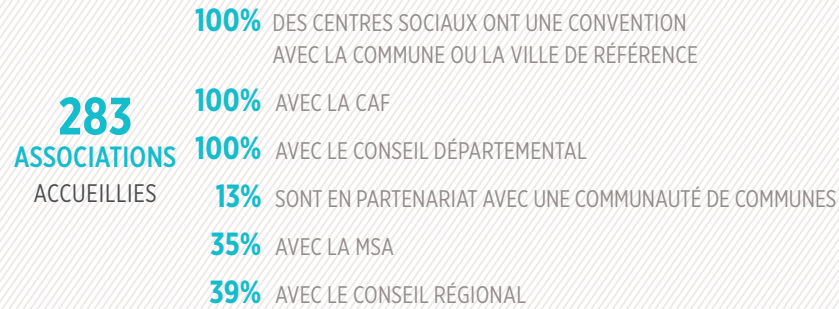 283
ASSOCIATIONS
ACCUEILLIES
100% DES CENTRES SOCIAUX ONT UNE CONVENTION
AVEC LA COMMUNE OU LA VILLE DE RÉFÉRENCE
100% AVEC LA CAF
100% AVEC LE CONSEIL DÉPARTEMENTAL
13% SONT EN PARTENARIAT AVEC UNE COMMUNAUTÉ DE COMMUNES
35% AVEC LA MSA
39% AVEC LE CONSEIL RÉGIONAL